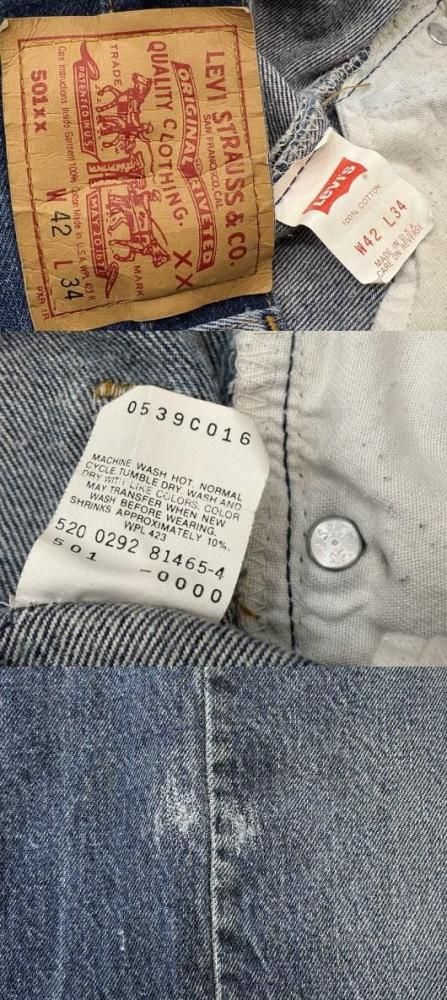 LEVI STRAUSS & CO.
SAN FRANCISCO, CAL.
ORIGINAL RIVETED
QUALITY CLOTHING.
XX
TRADE MARK
PATENTED IN U.S.
501XX
W 42 L 34
LEVI'S
100% COTTON
W42 L34
MADE IN U.S.A.
CARE ON REVERSE
0539C016
MACHINE WASH HOT, NORMAL
CYCLE. TUMBLE DRY. WASH AND
DRY WITH LIKE COLORS. COLOR
MAY TRANSFER WHEN NEW
WASH BEFORE WEARING.
SHRINKS APPROXIMATELY 10%.
WPL 423
520 0292 81465-4
501 -0000